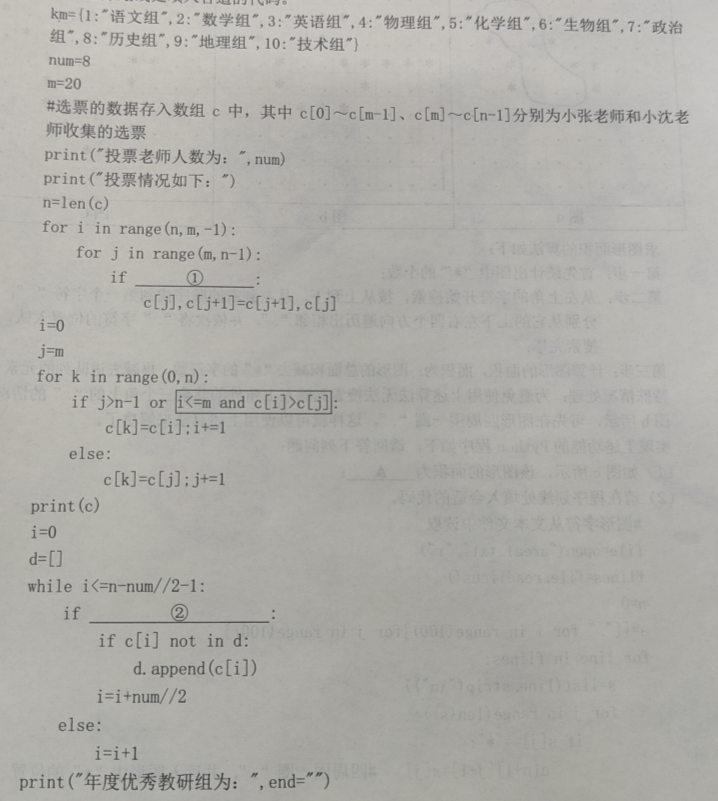 km={1:"语文组",2:"数学组",3:"英语组",4:"物理组",5:"化学组",6:"生物组",7:"政治
组",8:"历史组",9:"地理组",10:"技术组"}
num=8
m=20
#选票的数据存入数组 c 中，其中 c[0]～c[m-1]、c[m]～c[n-1]分别为小张老师和小沈老
师收集的选票
print("投票老师人数为：",num)
print("投票情况如下：")
n=len(c)
for i in range(n,m,-1):
    for j in range(m,n-1):
        if ____①____:
            c[j],c[j+1]=c[j+1],c[j]
i=0
j=m
for k in range(0,n):
    if j>n-1 or i<=m and c[i]>c[j]:
        c[k]=c[i];i+=1
    else:
        c[k]=c[j];j+=1
print(c)
i=0
d=[]
while i<=n-num//2-1:
    if ____②____:
        if c[i] not in d:
            d.append(c[i])
        i=i+num//2
    else:
        i=i+1
print("年度优秀教研组为：",end="")